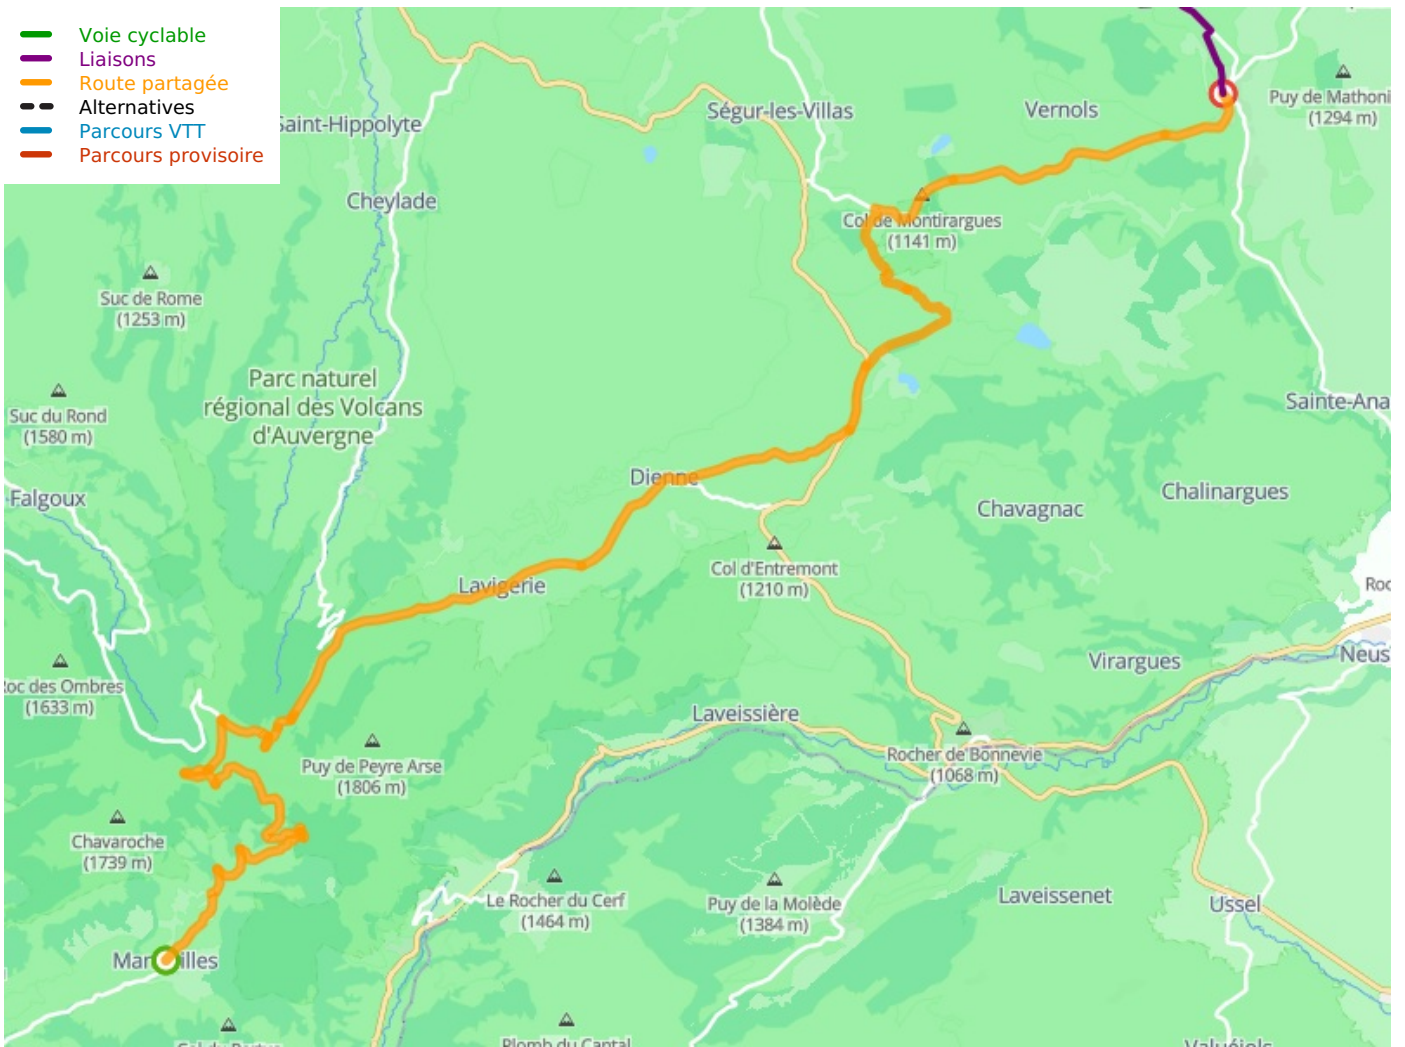 Voie cyclable
Liaisons
Route partagée
Alternatives
Parcours VTT
Parcours provisoire
Saint-Hippolyte
Ségur-les-Villas
Vernols
Puy de Mathoni
(1294 m)
Cheylade
Col de Montirargues
(1141 m)
Suc de Rome
(1253 m)
Parc naturel
régional des Volcans
d'Auvergne
Suc du Rond
(1580 m)
Sainte-Ana
Dienne
Falgoux
Chavagnac
Chalinargues
Col d'Entremont
(1210 m)
Lavigerie
Roc
Roc des Ombres
(1633 m)
Virargues
Neus
Laveissière
Puy de Peyre Arse
(1806 m)
Rocher de Bonnevie
(1068 m)
Chavaroche
(1739 m)
Le Rocher du Cerf
(1464 m)
Puy de la Molède
(1384 m)
Laveissenet
Ussel
Man illes
Plomb du Cantal
Valuéjols